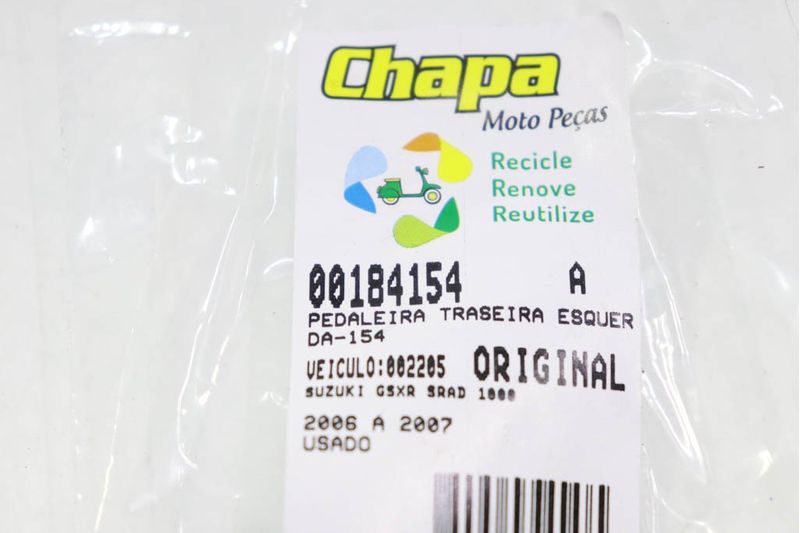 Chapa
Moto Peças
Recicle
Renove
Reutilize
00184154 A
PEDALEIRA TRASEIRA ESQUER
DA-154
VEICULO:002205 ORIGINAL
SUZUKI GSXR SRAD 1000
2006 A 2007
USADO